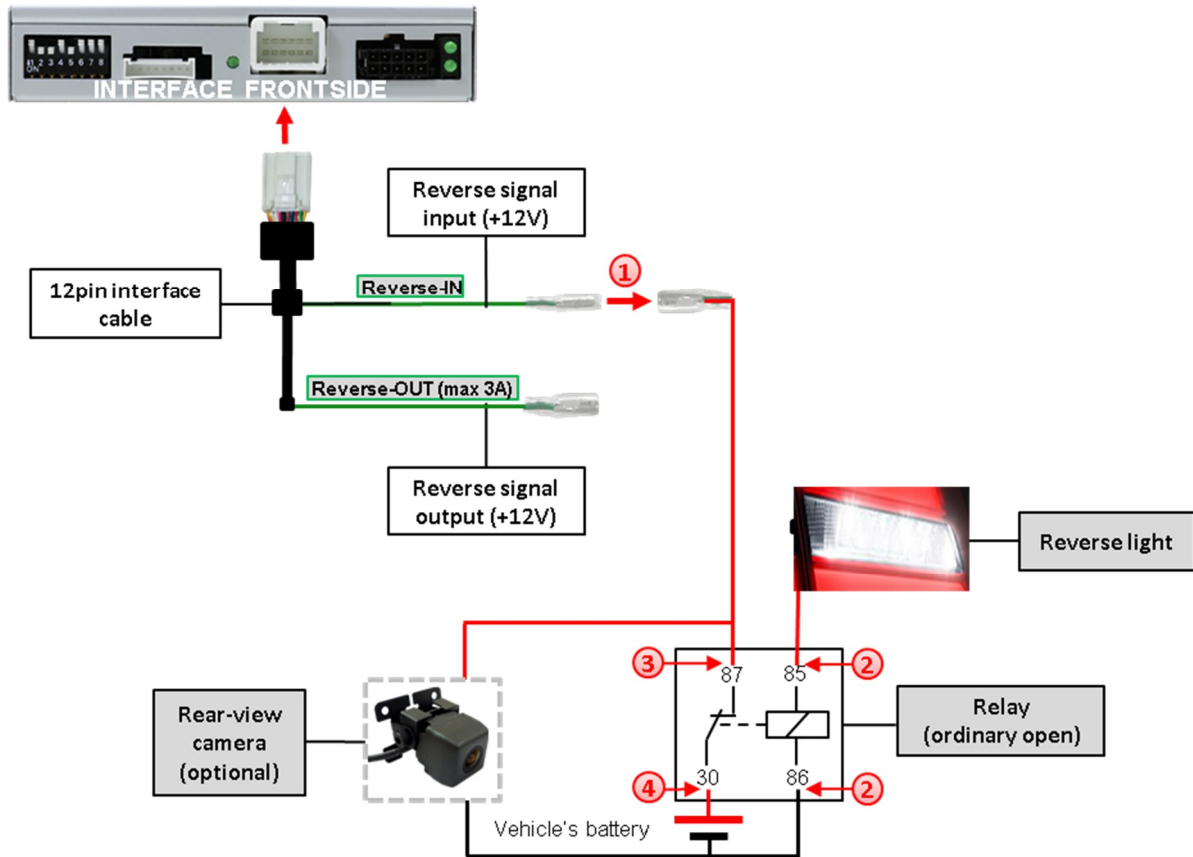 1 2 3 4 5 6 7 8
ON
INTERFACE FRONTSIDE
Reverse signal
input (+12V)
12pin interface
cable
Reverse-IN
1
Reverse-OUT (max 3A)
Reverse signal
output (+12V)
Reverse light
3
87
85
2
Rear-view
camera
(optional)
Relay
(ordinary open)
4
30
86
2
Vehicle's battery